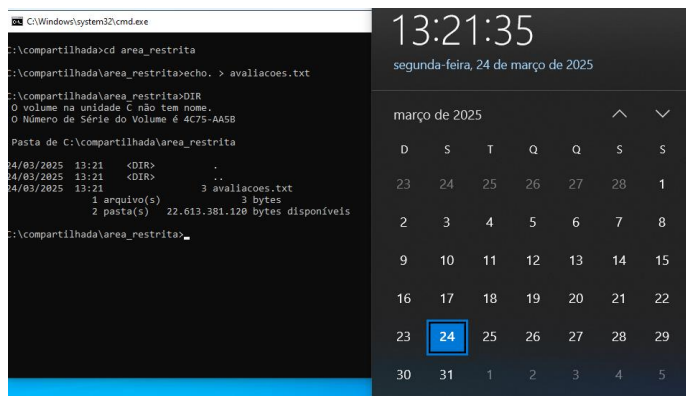 C:\Windows\system32\cmd.exe
C:\compartilhada>cd area_restrita
C:\compartilhada\area_restrita>echo. > avaliacoes.txt
C:\compartilhada\area_restrita>DIR
O volume na unidade C não tem nome.
O Número de Série do Volume é 4C75-AA5B
Pasta de C:\compartilhada\area_restrita
24/03/2025 13:21 <DIR> .
24/03/2025 13:21 <DIR> ..
24/03/2025 13:21 3 avaliacoes.txt
1 arquivo(s) 3 bytes
2 pasta(s) 22.613.381.120 bytes disponíveis
C:\compartilhada\area_restrita>
13:21:35
segunda-feira, 24 de março de 2025
março de 2025
D S T Q Q S S
23 24 25 26 27 28 1
2 3 4 5 6 7 8
9 10 11 12 13 14 15
16 17 18 19 20 21 22
23 24 25 26 27 28 29
30 31 1 2 3 4 5